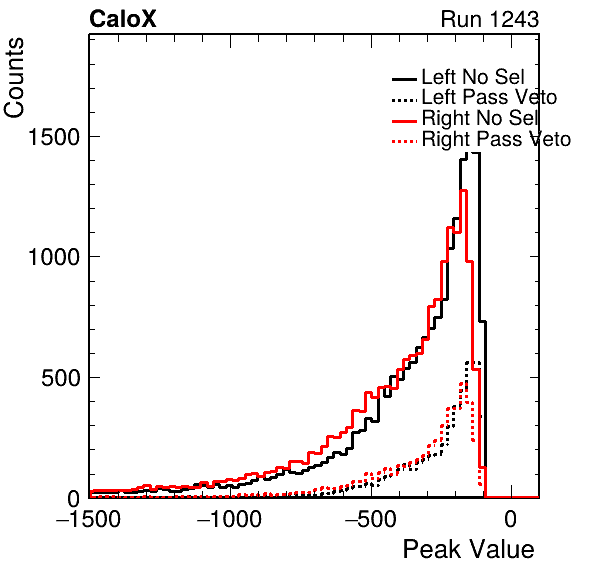 CaloX Run 1243
Counts
Left No Sel
Left Pass Veto
Right No Sel
Right Pass Veto
1500
1000
500
0
−1500 −1000 −500 0
Peak Value